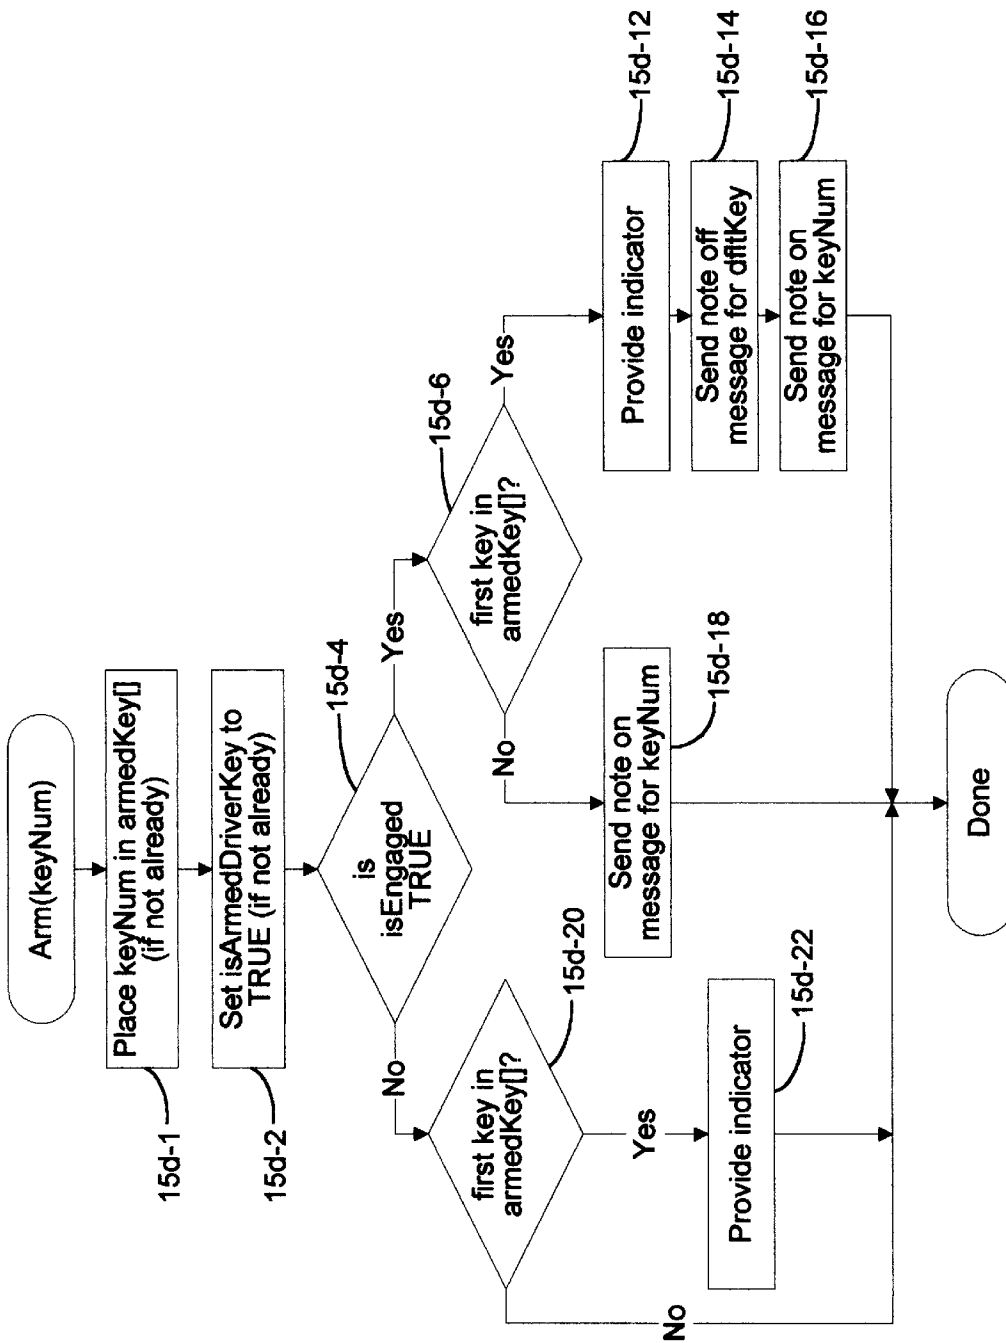 Arm(keyNum)
Place keyNum in armedKey[]
(if not already)
15d-1
Set isArmedDriverKey to
TRUE (if not already)
15d-2
is
isEngaged
TRUE
15d-4
No
Yes
first key in
armedKey[]?
15d-20
first key in
armedKey[]?
15d-6
No
Yes
No
Yes
Provide indicator
15d-22
Send note on
message for keyNum
15d-18
Provide indicator
15d-12
Send note off
message for dfltKey
15d-14
Send note on
message for keyNum
15d-16
Done